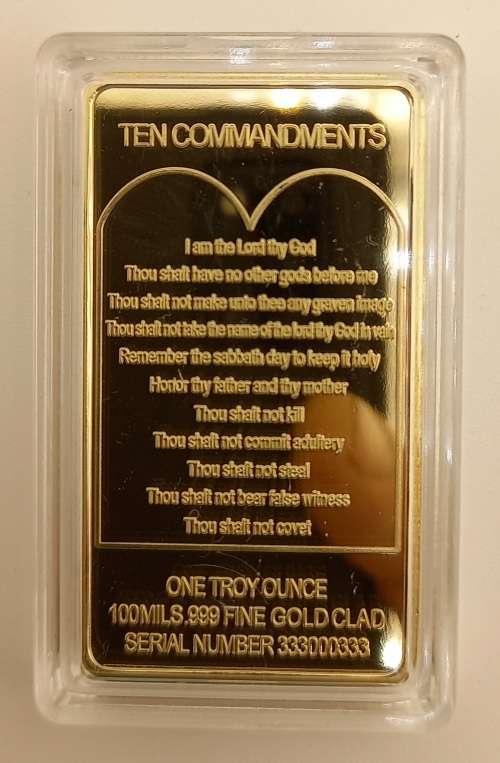 TEN COMMANDMENTS
I am the Lord thy God
Thou shalt have no other gods before me
Thou shalt not make unto thee any graven image
Thou shalt not take the name of the lord thy God in vain
Remember the sabbath day to keep it holy
Honor thy father and thy mother
Thou shalt not kill
Thou shalt not commit adultery
Thou shalt not steal
Thou shalt not bear false witness
Thou shalt not covet
ONE TROY OUNCE
100MILS .999 FINE GOLD CLAD
SERIAL NUMBER 333000333